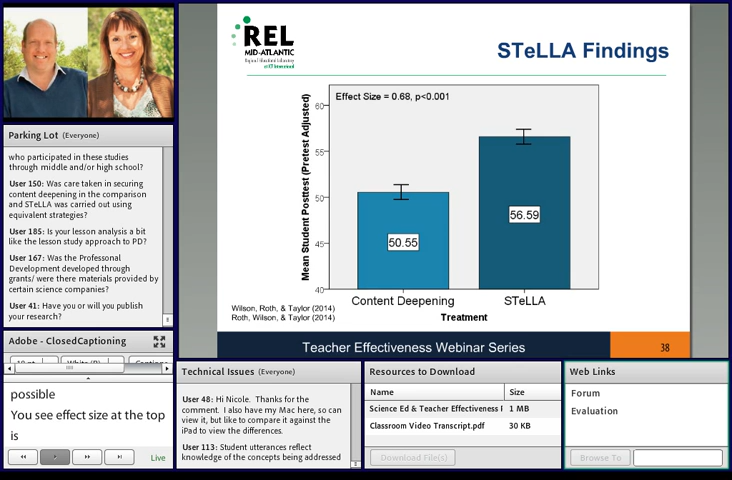 Parking Lot (Everyone)
who participated in these studies
through middle and/or high school?
User 150: Was care taken in securing
content deepening in the comparison
and STeLLA was carried out using
equivalent strategies?
User 185: Is your lesson analysis a bit
like the lesson study approach to PD?
User 167: Was the Professonal
Development developed through
grants/ were there materials provided by
certain science companies?
User 41: Have you or will you publish
your research?
Adobe - ClosedCaptioning
possible
You see effect size at the top
is
Live
REL
MID-ATLANTIC
Regional Educational Laboratory
STeLLA Findings
Effect Size = 0.68, p<0.001
Mean Student Posttest (Pretest Adjusted)
60
55
50
45
40
50.55
56.59
Content Deepening
STeLLA
Treatment
Wilson, Roth, & Taylor (2014)
Roth, Wilson, & Taylor (2014)
Teacher Effectiveness Webinar Series
38
Technical Issues (Everyone)
User 48: Hi Nicole. Thanks for the
comment. I also have my Mac here, so can
view it, but like to compare it against the
iPad to view the differences.
User 113: Student utterances reflect
knowledge of the concepts being addressed
Resources to Download
Name Size
Science Ed & Teacher Effectiveness 1 MB
Classroom Video Transcript.pdf 30 KB
Download File(s)
Web Links
Forum
Evaluation
Browse To